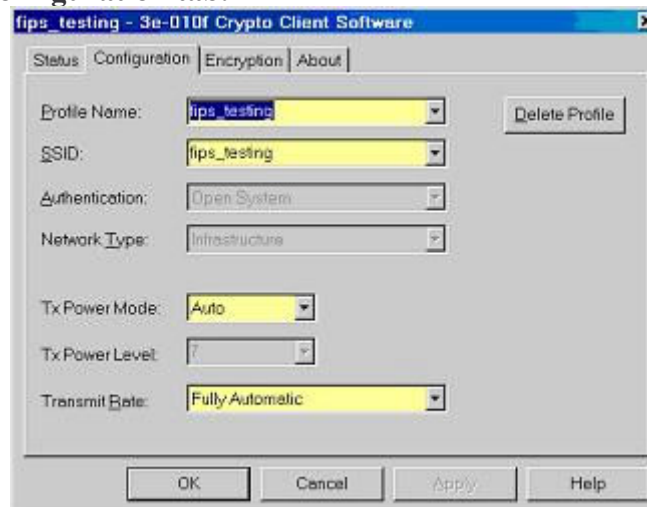 fips_testing - 3e-010f Crypto Client Software
Status Configuration Encryption About
Profile Name: fips_testing Delete Profile
SSID: fips_testing
Authentication: Open System
Network Type: Infrastructure
Tx Power Mode: Auto
Tx Power Level: 7
Transmit Rate: Fully Automatic
OK Cancel Apply Help